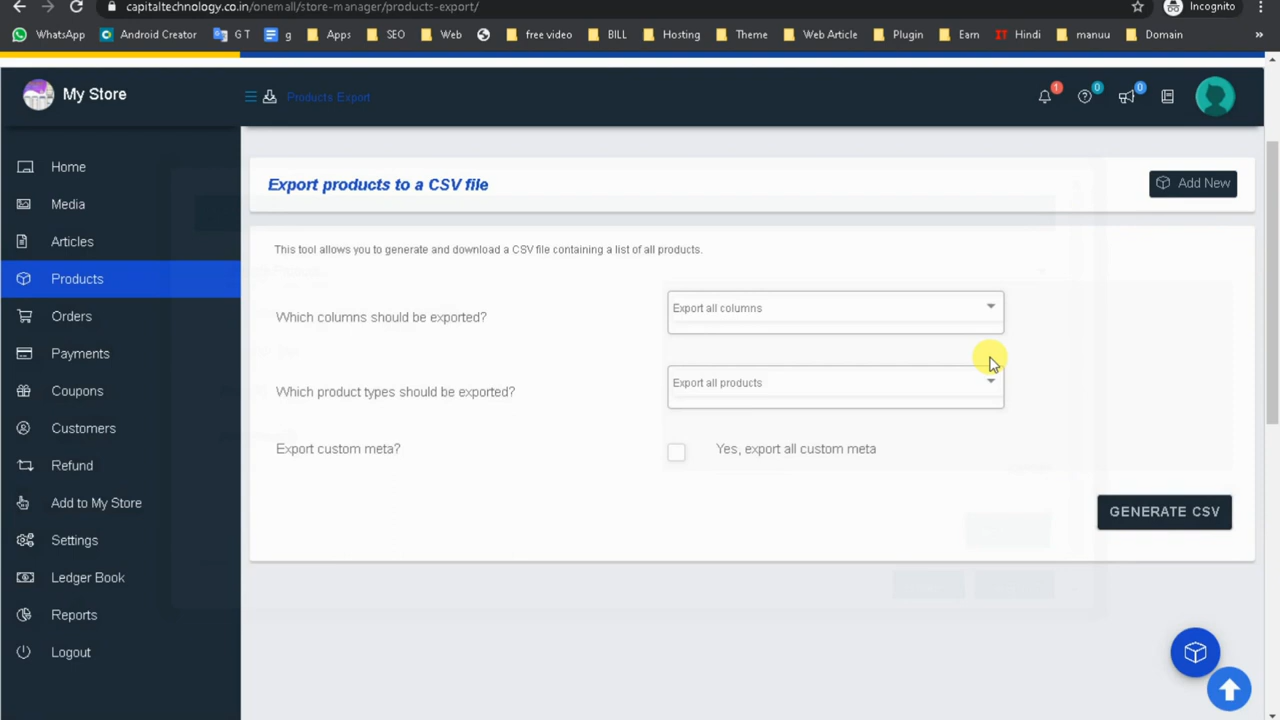 capitaltechnology.co.in/onemall/store-manager/products-export/
Incognito
WhatsApp
Android Creator
G T
g
Apps
SEO
Web
free video
BILL
Hosting
Theme
Web Article
Plugin
Earn
IT Hindi
manuu
Domain
»
My Store
Products Export
1
0
0
Home
Media
Articles
Products
Orders
Payments
Coupons
Customers
Refund
Add to My Store
Settings
Ledger Book
Reports
Logout
Export products to a CSV file
Add New
This tool allows you to generate and download a CSV file containing a list of all products.
Which columns should be exported?
Export all columns
Which product types should be exported?
Export all products
Export custom meta?
Yes, export all custom meta
GENERATE CSV